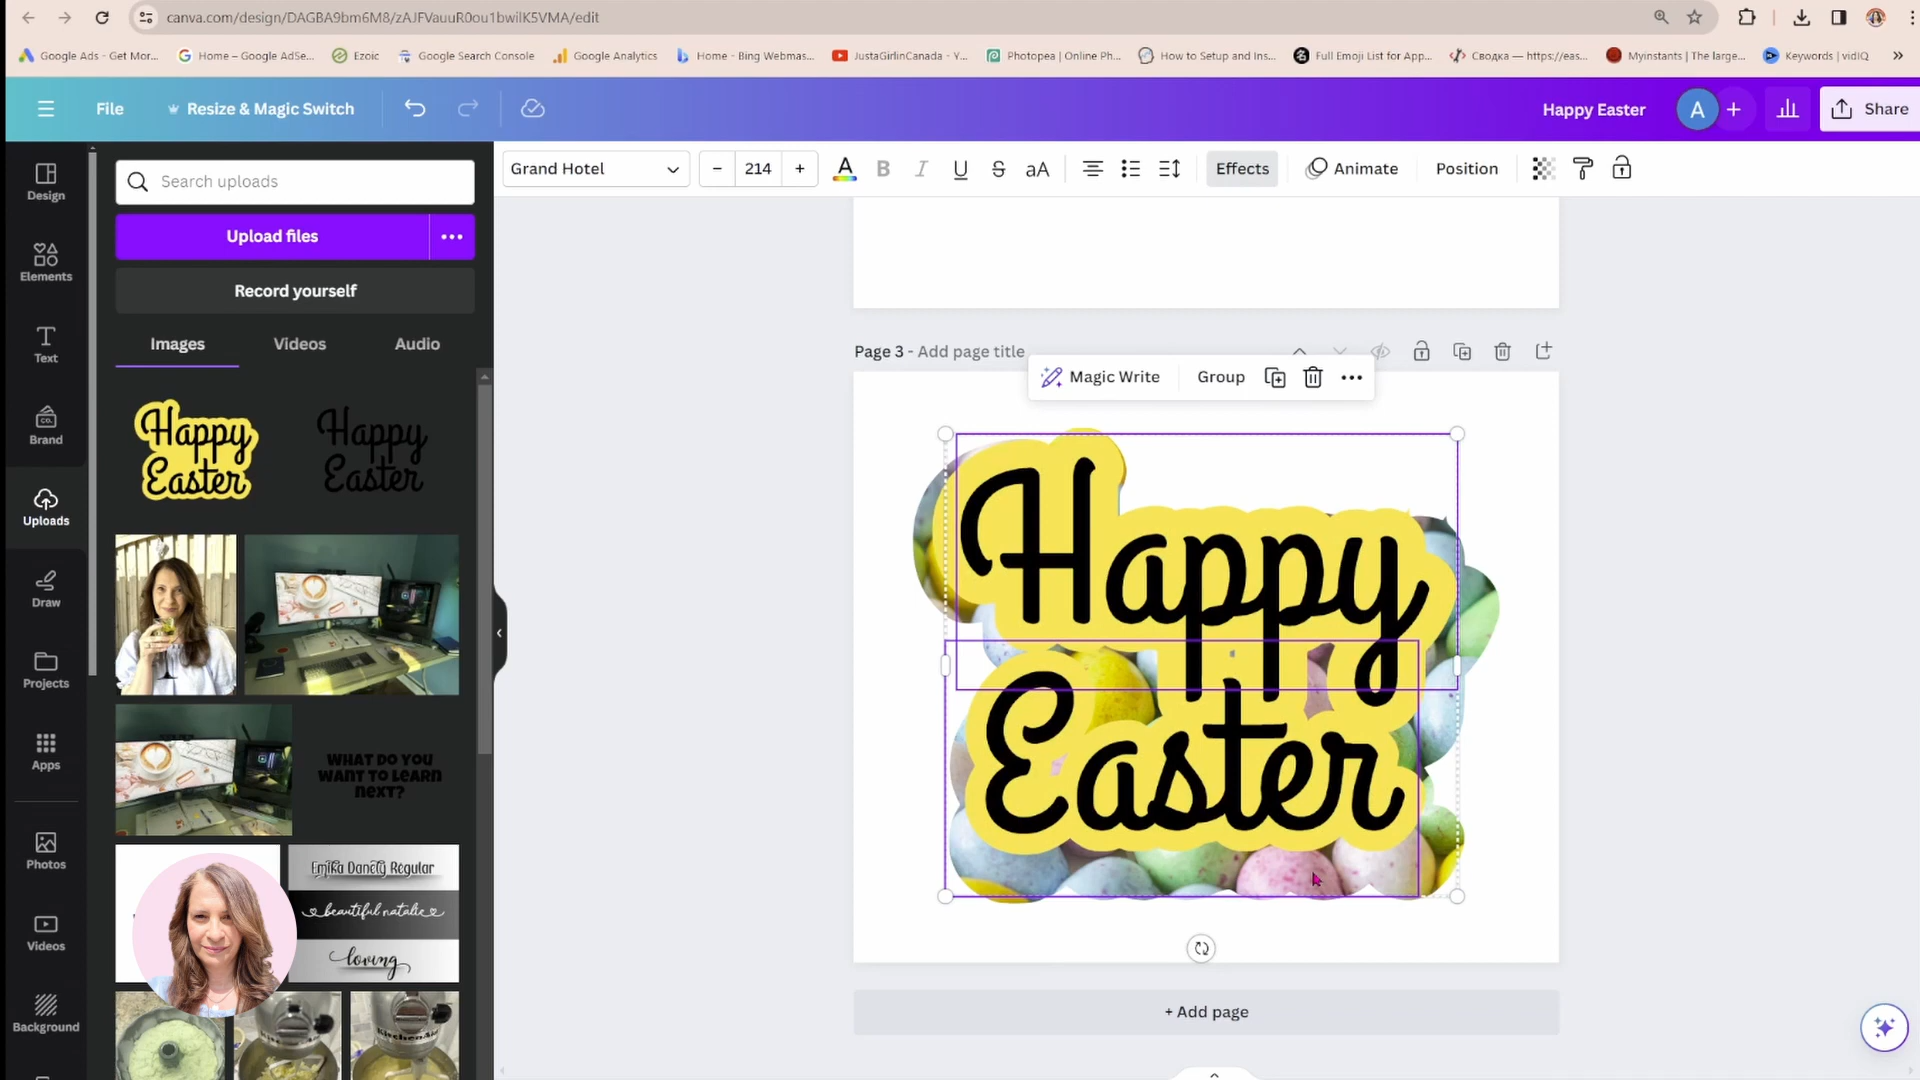 canva.com/design/DAGBA9bm6M8/zAJFVauuR0ou1bwilK5VMA/edit
Google Ads - Get Mor...
Home – Google AdSe...
Ezoic
Google Search Console
Google Analytics
Home - Bing Webmas...
JustaGirlinCanada - Y...
Photopea | Online Ph...
How to Setup and Ins...
Full Emoji List for App...
Сводка — https://eas...
Myinstants | The large...
Keywords | vidIQ
File
Resize & Magic Switch
Happy Easter
A
Share
Design
Elements
Text
Brand
Uploads
Draw
Projects
Apps
Photos
Videos
Background
Search uploads
Upload files
Record yourself
Images
Videos
Audio
Happy
Easter
Happy
Easter
WHAT DO YOU
WANT TO LEARN
NEXT?
Emika Danety Regular
beautiful natalie
loving
KitchenAid
Grand Hotel
214
A
B
I
U
S
aA
Effects
Animate
Position
Page 3 - Add page title
Magic Write
Group
Happy
Easter
+ Add page